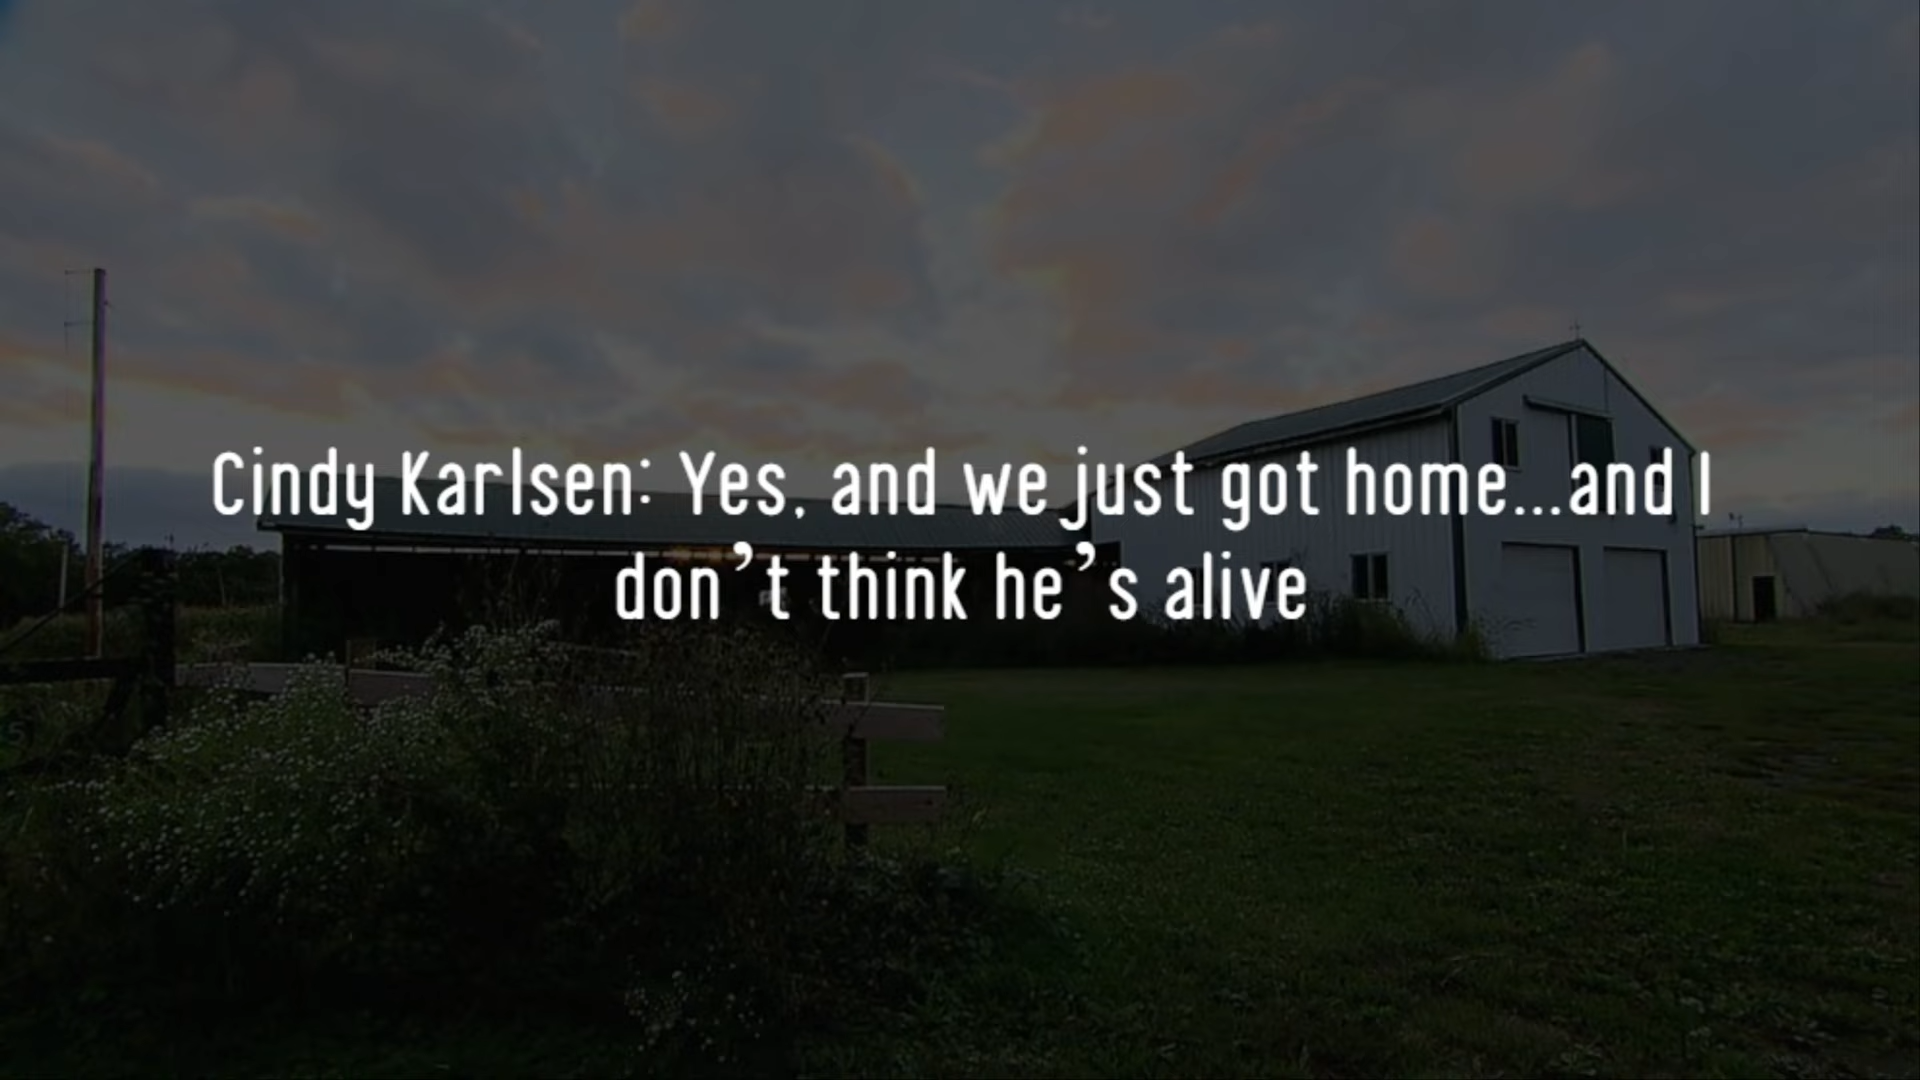 Cindy Karlsen: Yes, and we just got home...and I
don’t think he’s alive